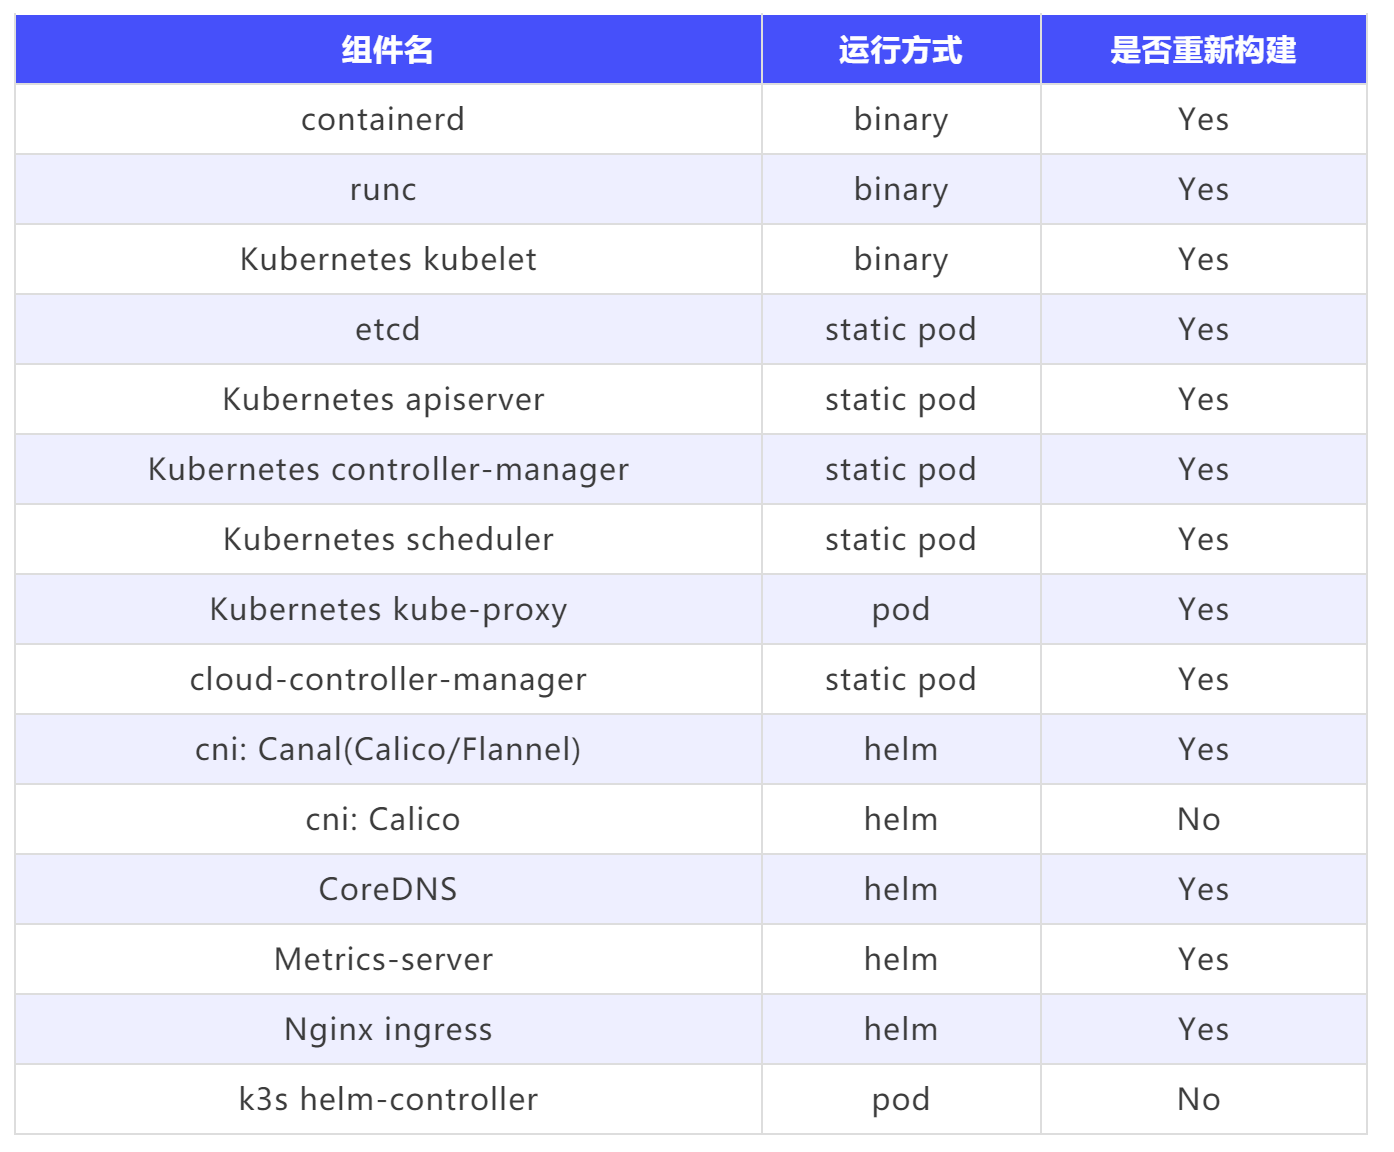 组件名 运行方式 是否重新构建
containerd binary Yes
runc binary Yes
Kubernetes kubelet binary Yes
etcd static pod Yes
Kubernetes apiserver static pod Yes
Kubernetes controller-manager static pod Yes
Kubernetes scheduler static pod Yes
Kubernetes kube-proxy pod Yes
cloud-controller-manager static pod Yes
cni: Canal(Calico/Flannel) helm Yes
cni: Calico helm No
CoreDNS helm Yes
Metrics-server helm Yes
Nginx ingress helm Yes
k3s helm-controller pod No